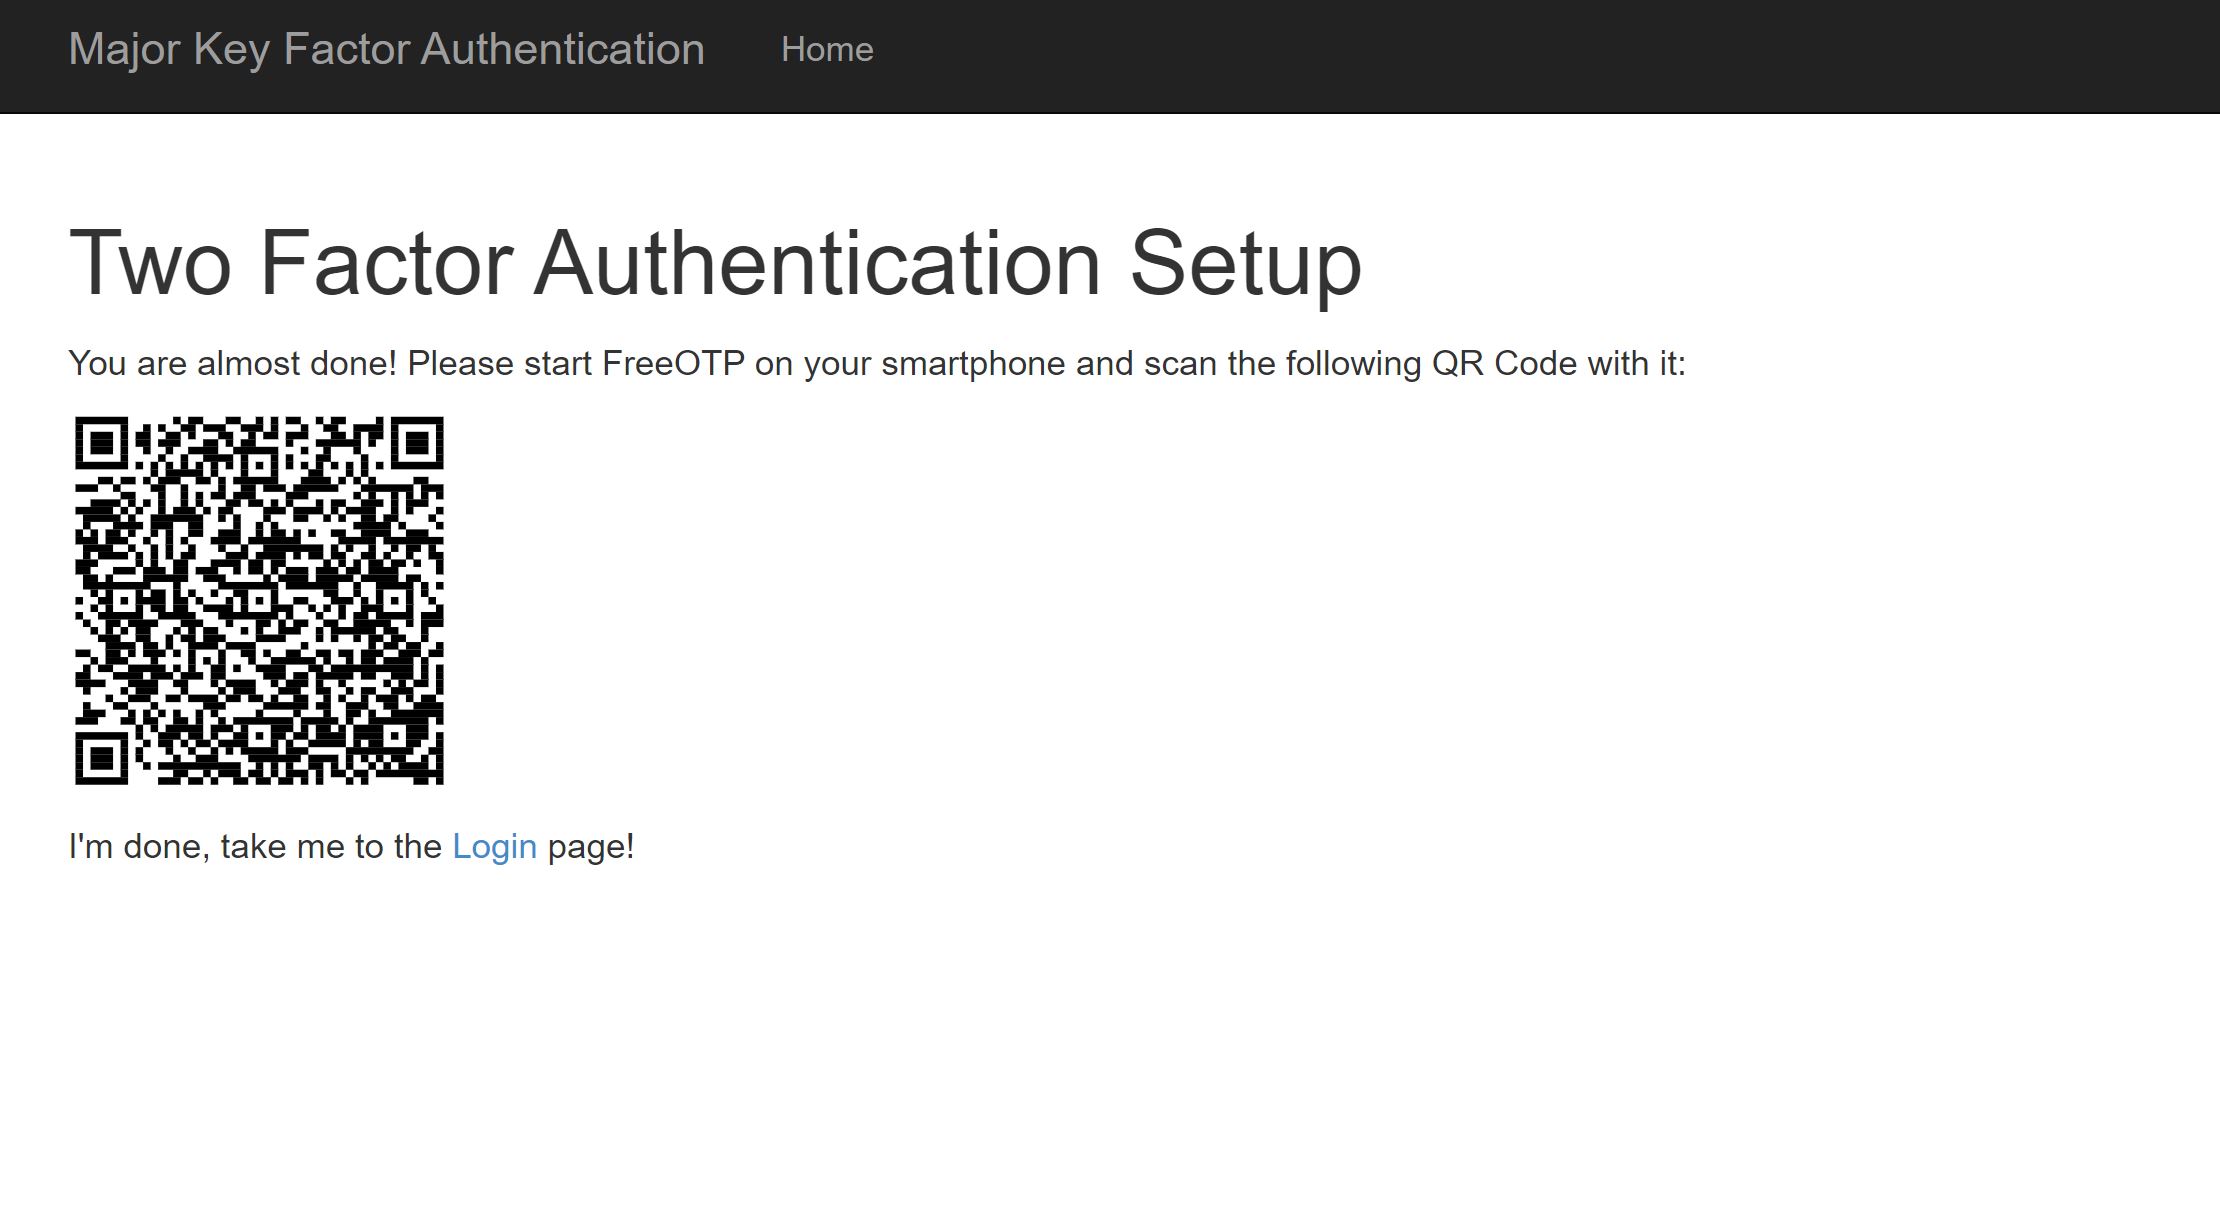 Major Key Factor Authentication Home
Two Factor Authentication Setup
You are almost done! Please start FreeOTP on your smartphone and scan the following QR Code with it:
I'm done, take me to the Login page!